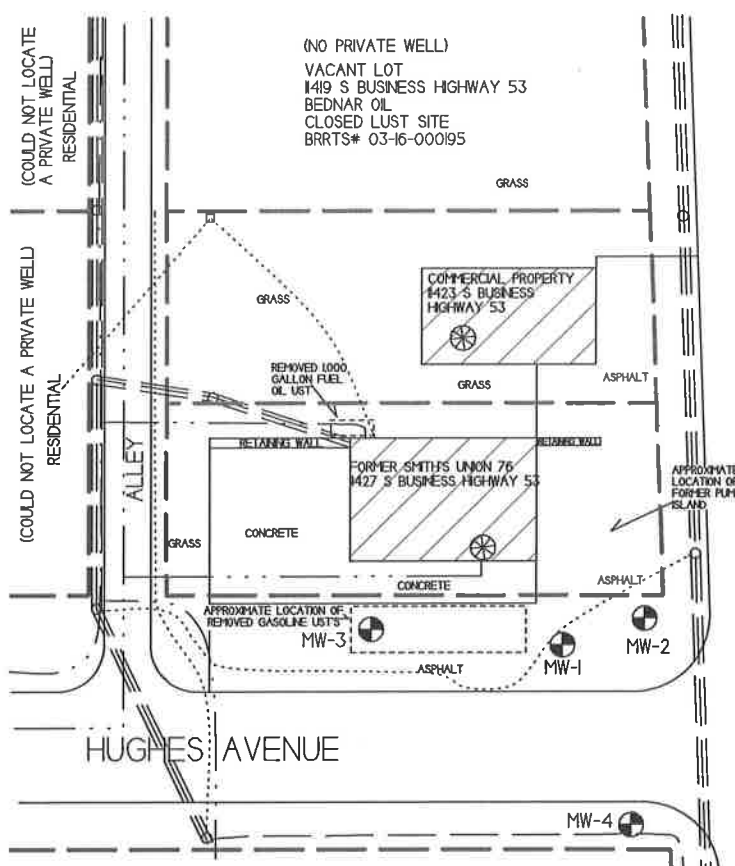 (COULD NOT LOCATE
A PRIVATE WELL)
RESIDENTIAL
(NO PRIVATE WELL)
VACANT LOT
1419 S BUSINESS HIGHWAY 53
BEDNAR OIL
CLOSED LUST SITE
BRRTS# 03-16-000195
GRASS
(COULD NOT LOCATE A PRIVATE WELL)
RESIDENTIAL
GRASS
COMMERCIAL PROPERTY
1423 S BUSINESS
HIGHWAY 53
REMOVED 1,000
GALLON FUEL
OIL UST
GRASS
ASPHALT
ALLEY
RETAINING WALL
RETAINING WALL
FORMER SMITH'S UNION 76
1427 S BUSINESS HIGHWAY 53
APPROXIMATE
LOCATION OF
FORMER PUM
ISLAND
GRASS
CONCRETE
CONCRETE
ASPHALT
APPROXIMATE LOCATION OF
REMOVED GASOLINE UST'S
MW-3
MW-1
MW-2
ASPHALT
HUGHES AVENUE
MW-4